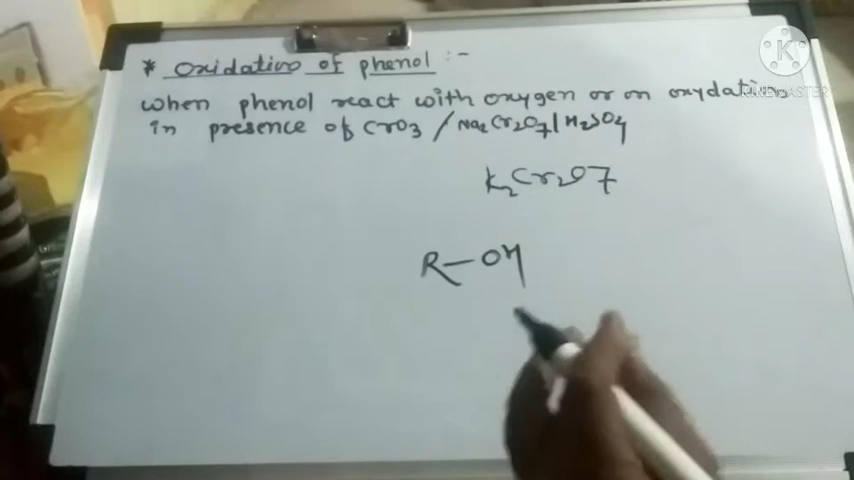 * Oxidation of phenol :-
when phenol react with oxygen or on oxydation
in presence of CrO3 / Na2Cr2O7 / H2SO4
K2Cr2O7
R-OH
K
KINEMASTER